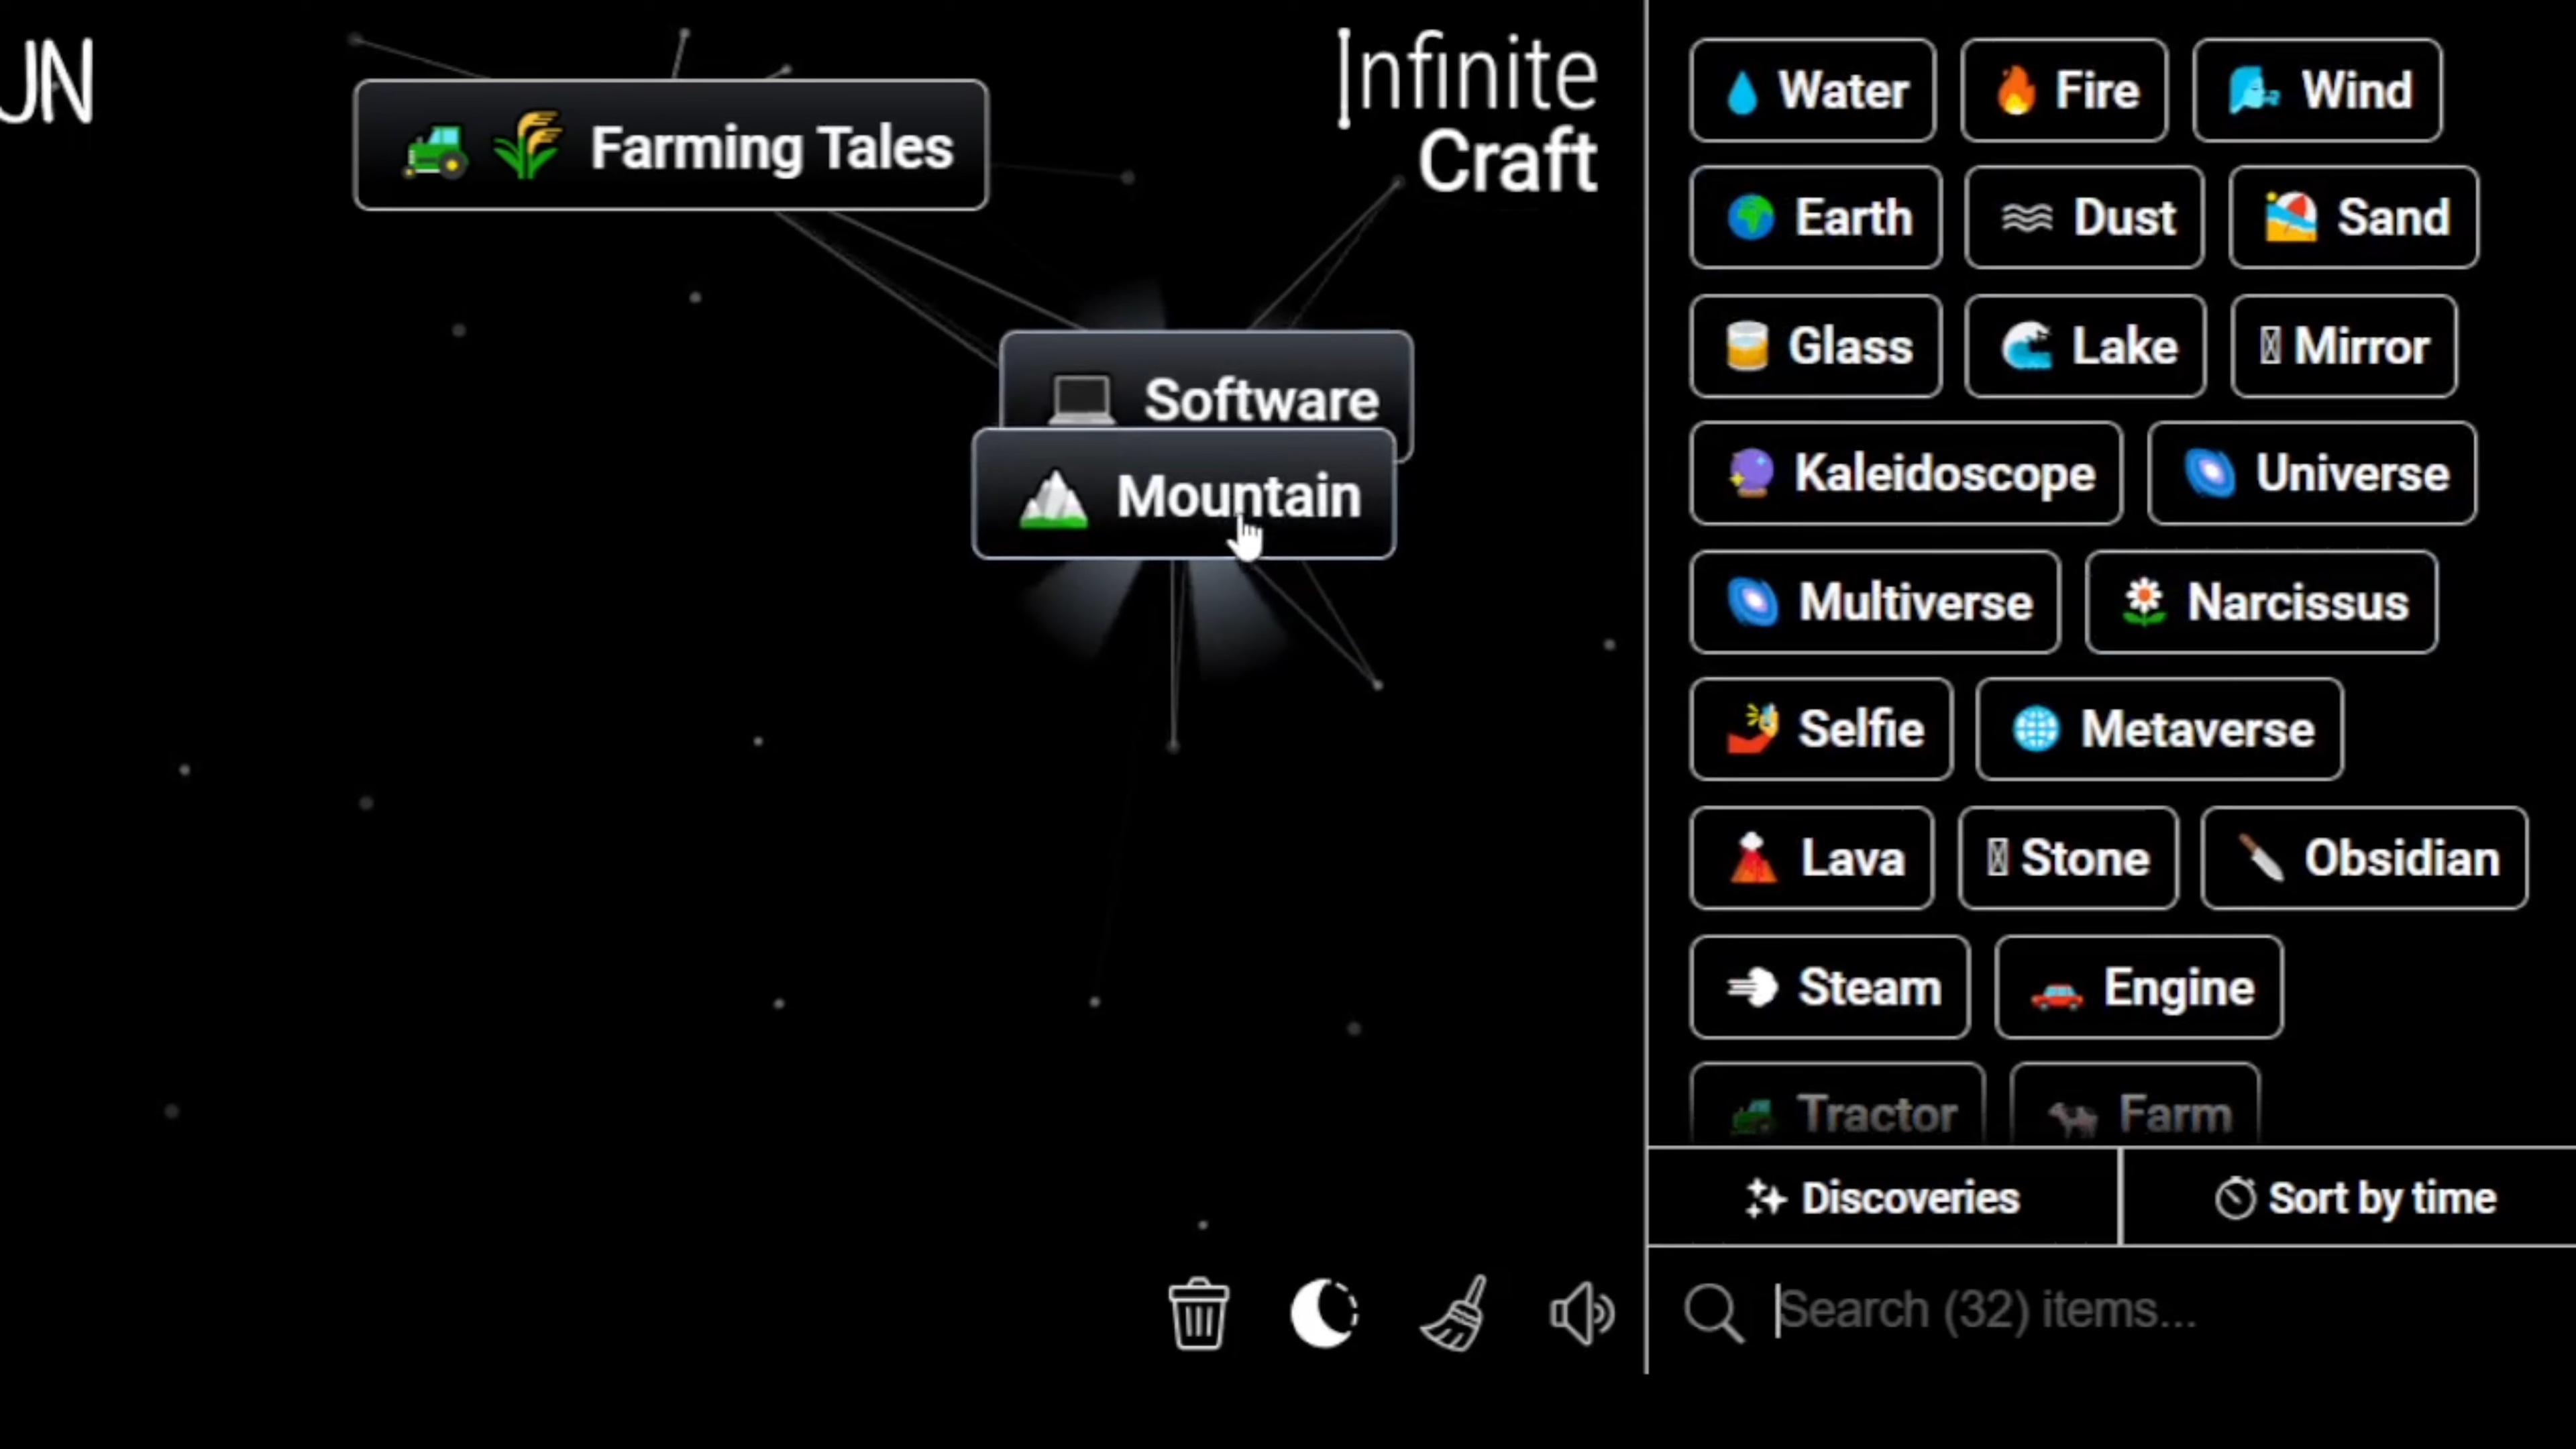 UN
Farming Tales
Infinite
Craft
Software
Mountain
Water Fire Wind
Earth Dust Sand
Glass Lake Mirror
Kaleidoscope Universe
Multiverse Narcissus
Selfie Metaverse
Lava Stone Obsidian
Steam Engine
Tractor Farm
Discoveries Sort by time
Search (32) items...